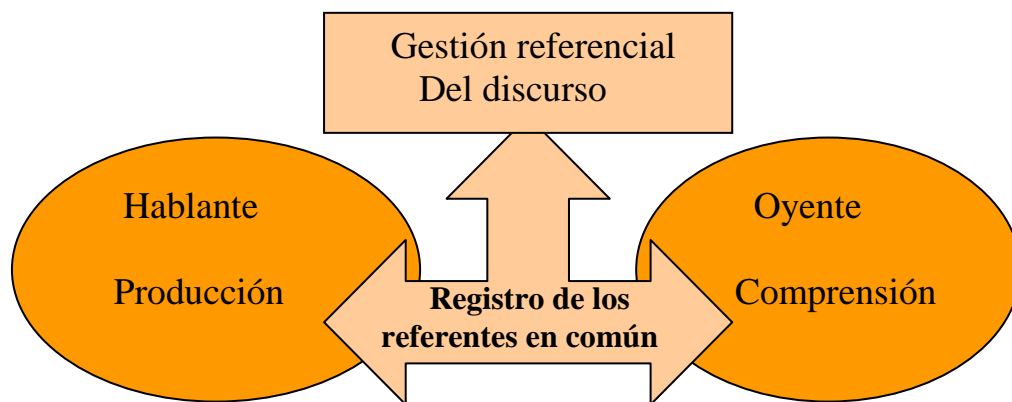 Gestión referencial
Del discurso
Hablante
Producción
Oyente
Comprensión
Registro de los
referentes en común